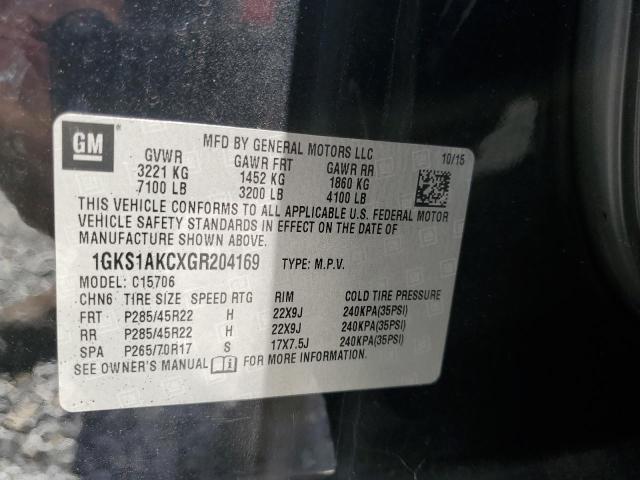 GM ®
MFD BY GENERAL MOTORS LLC 10/15
GVWR GAWR FRT GAWR RR
3221 KG 1452 KG 1860 KG
7100 LB 3200 LB 4100 LB
THIS VEHICLE CONFORMS TO ALL APPLICABLE U.S. FEDERAL MOTOR
VEHICLE SAFETY STANDARDS IN EFFECT ON THE DATE OF
MANUFACTURE SHOWN ABOVE.
1GKS1AKCXGR204169 TYPE: M.P.V.
MODEL: C15706
CHN6 TIRE SIZE SPEED RTG RIM COLD TIRE PRESSURE
FRT P285/45R22 H 22X9J 240KPA(35PSI)
RR P285/45R22 H 22X9J 240KPA(35PSI)
SPA P265/70R17 S 17X7.5J 240KPA(35PSI)
SEE OWNER'S MANUAL FOR MORE INFORMATION.